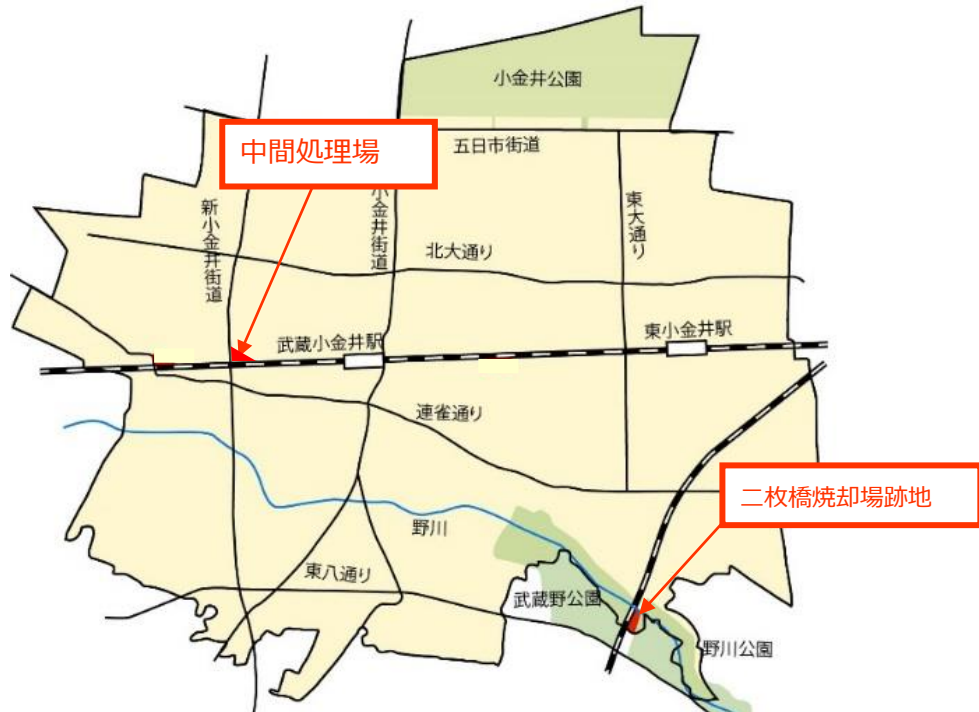 小金井公園
五日市街道
中間処理場
新小金井街道
小金井街道
東大通り
北大通り
武蔵小金井駅
東小金井駅
連雀通り
二枚橋焼却場跡地
野川
東八通り
武蔵野公園
野川公園